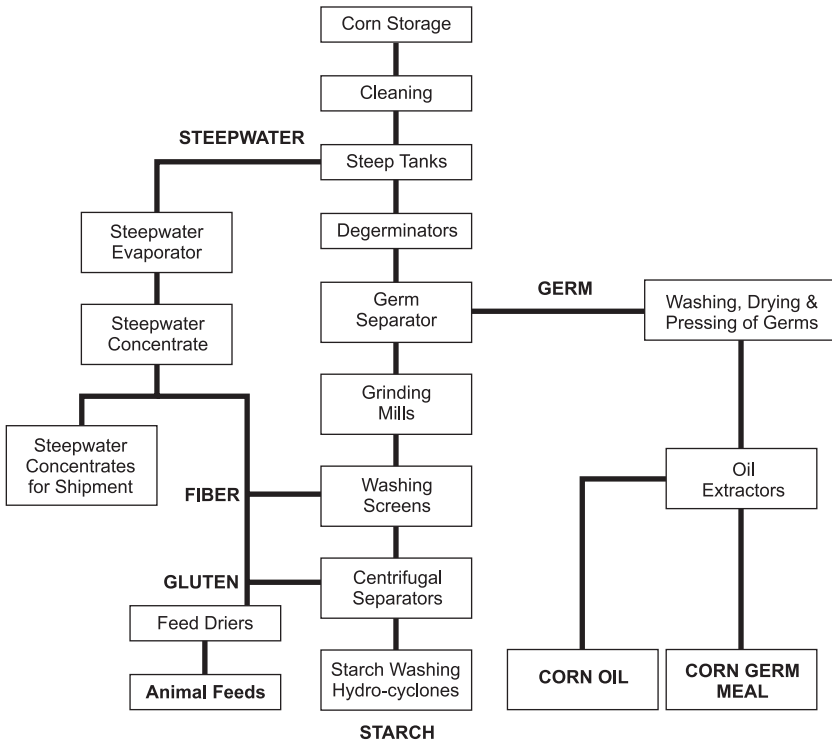 Corn Storage
Cleaning
STEEPWATER
Steep Tanks
Steepwater
Evaporator
Degerminators
Germ
Separator
GERM
Washing, Drying &
Pressing of Germs
Steepwater
Concentrate
Grinding
Mills
Steepwater
Concentrates
for Shipment
FIBER
Washing
Screens
Oil
Extractors
GLUTEN
Centrifugal
Separators
Feed Driers
Animal Feeds
Starch Washing
Hydro-cyclones
CORN OIL
CORN GERM
MEAL
STARCH